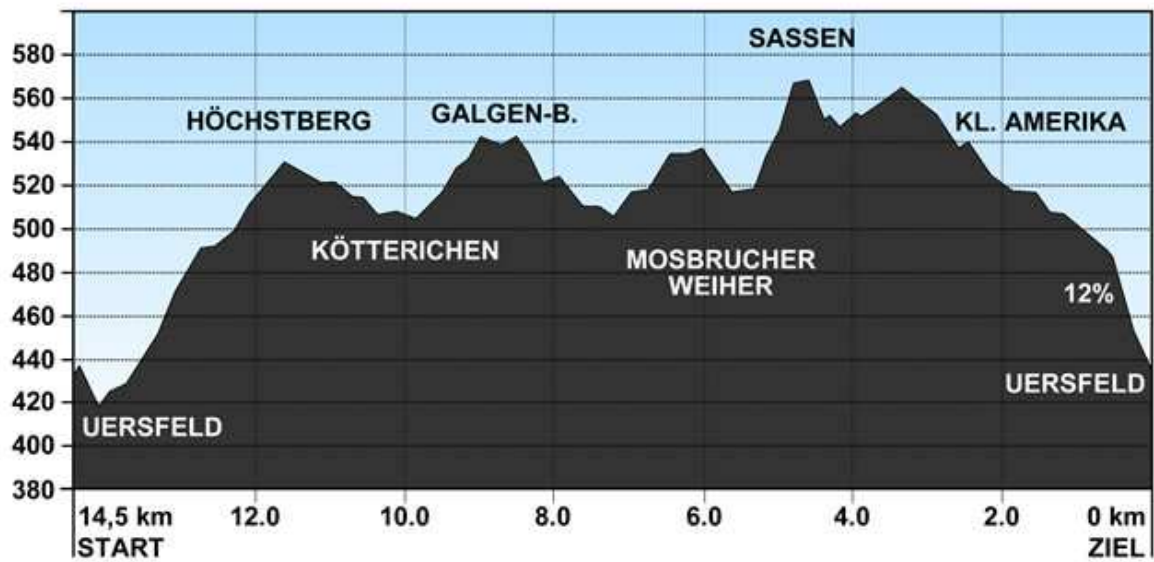 580
580
560
540
520
500
480
460
440
420
400
380
SASSEN
HÖCHSTBERG
GALGEN-B.
KL. AMERIKA
KÖTTERICHEN
MOSBRUCHER
WEIHER
12%
UERSFELD
UERSFELD
14,5 km 12.0 10.0 8.0 6.0 4.0 2.0 0 km
START ZIEL